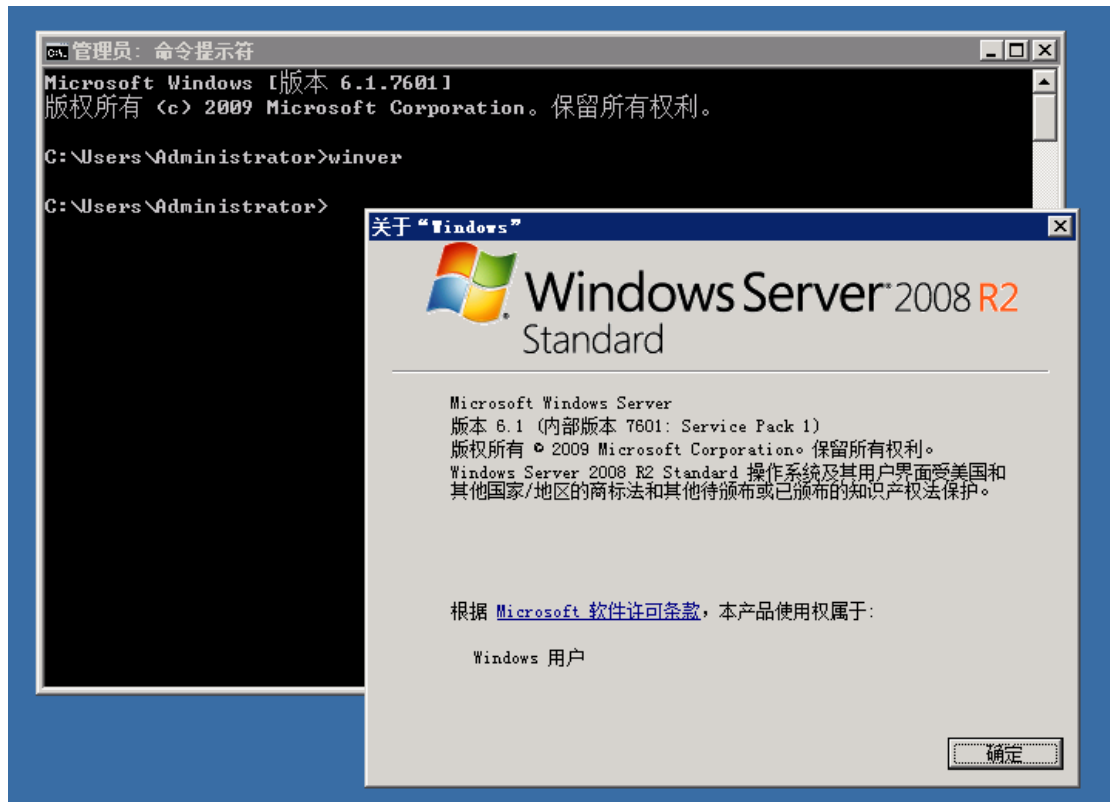 管理员: 命令提示符
Microsoft Windows [版本 6.1.7601]
版权所有 (c) 2009 Microsoft Corporation。保留所有权利。
C:\Users\Administrator>winver
C:\Users\Administrator>
关于“Windows”
Windows Server 2008 R2
Standard
Microsoft Windows Server
版本 6.1 (内部版本 7601: Service Pack 1)
版权所有 © 2009 Microsoft Corporation。保留所有权利。
Windows Server 2008 R2 Standard 操作系统及其用户界面受美国和
其他国家/地区的商标法和其他待颁布或已颁布的知识产权法保护。
根据 Microsoft 软件许可条款，本产品使用权属于:
Windows 用户
确定